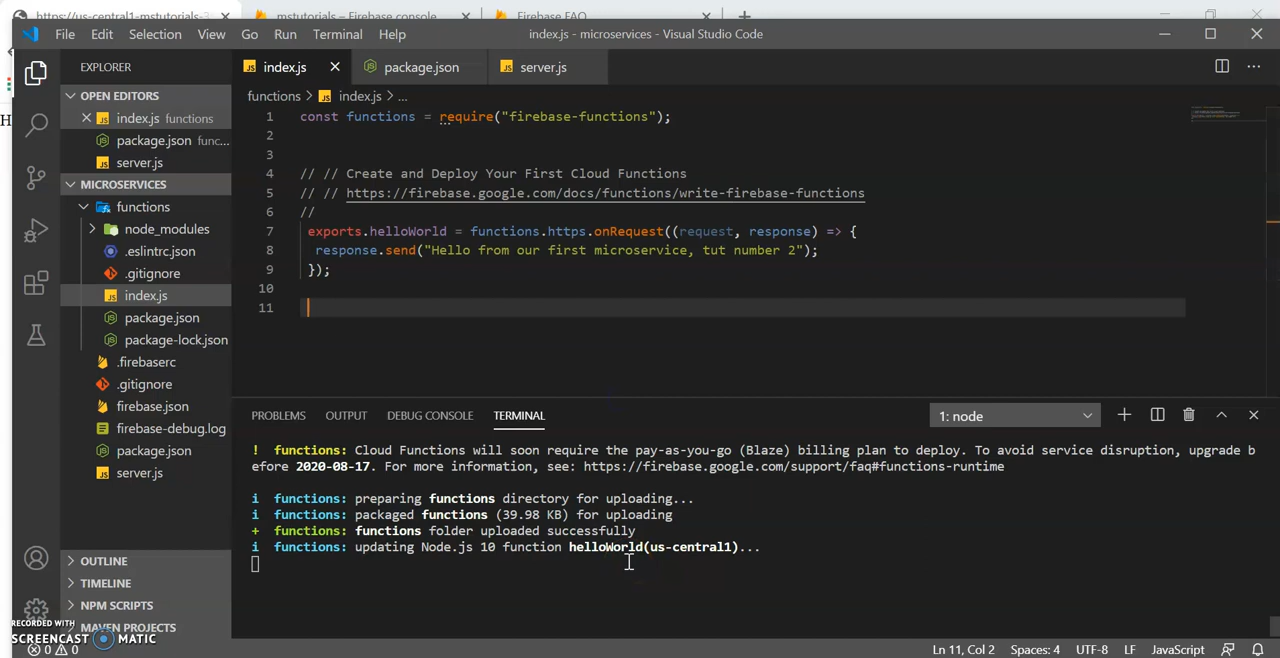 https://us-central1-mstutorials-3
mstutorials – Firebase console
Firebase FAQ
File Edit Selection View Go Run Terminal Help
index.js - microservices - Visual Studio Code
EXPLORER
index.js
package.json
server.js
OPEN EDITORS
index.js functions
package.json func...
server.js
MICROSERVICES
functions
node_modules
.eslintrc.json
.gitignore
index.js
package.json
package-lock.json
.firebaserc
.gitignore
firebase.json
firebase-debug.log
package.json
server.js
OUTLINE
TIMELINE
NPM SCRIPTS
MAVEN PROJECTS
H
functions > index.js > ...
1 const functions = require("firebase-functions");
2
3
4 // // Create and Deploy Your First Cloud Functions
5 // // https://firebase.google.com/docs/functions/write-firebase-functions
6 //
7 exports.helloWorld = functions.https.onRequest((request, response) => {
8 response.send("Hello from our first microservice, tut number 2");
9 });
10
11
PROBLEMS OUTPUT DEBUG CONSOLE TERMINAL
1: node
! functions: Cloud Functions will soon require the pay-as-you-go (Blaze) billing plan to deploy. To avoid service disruption, upgrade b
efore 2020-08-17. For more information, see: https://firebase.google.com/support/faq#functions-runtime
i functions: preparing functions directory for uploading...
i functions: packaged functions (39.98 KB) for uploading
+ functions: functions folder uploaded successfully
i functions: updating Node.js 10 function helloWorld(us-central1)...
RECORDED WITH
SCREENCAST MATIC
0 0
Ln 11, Col 2 Spaces: 4 UTF-8 LF JavaScript